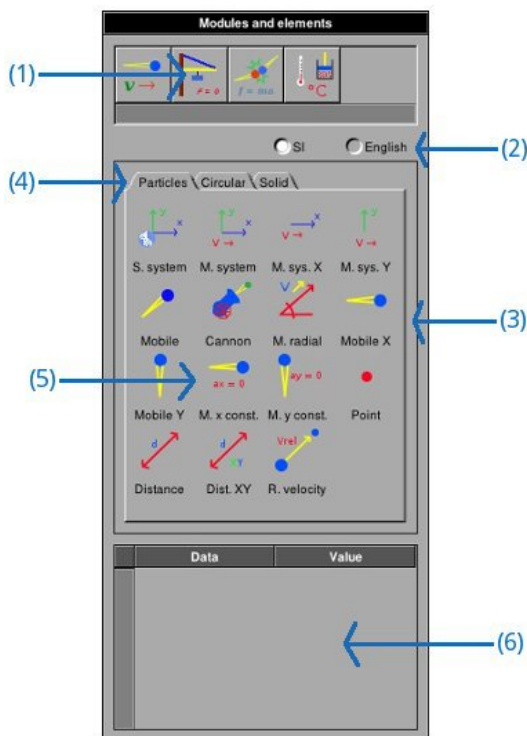 Modules and elements
(1)
v →
F = 0
f = ma
°C
SI English
(2)
(4)
Particles Circular Solid
y x y x x y
v → v → v →
S. system M. system M. sys. X M. sys. Y
v
Mobile Cannon M. radial Mobile X
(3)
(5)
ax = 0 ay = 0
Mobile Y M. x const. M. y const. Point
d d XY Vrel
Distance Dist. XY R. velocity
Data Value
(6)